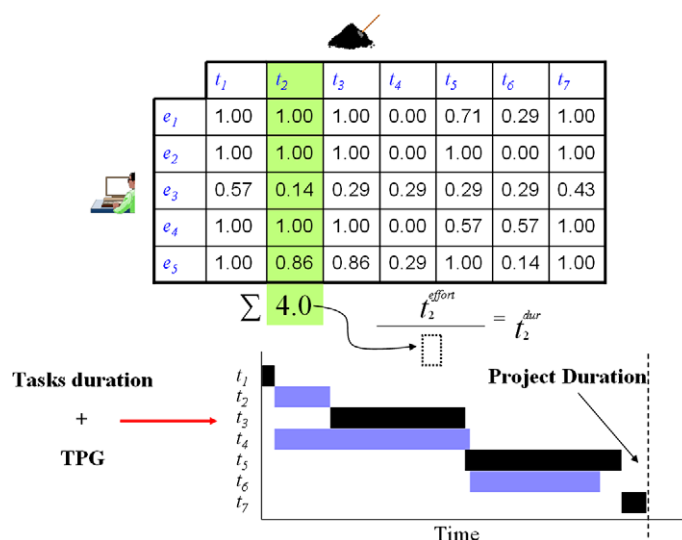 t1 t2 t3 t4 t5 t6 t7
e1 1.00 1.00 1.00 0.00 0.71 0.29 1.00
e2 1.00 1.00 1.00 0.00 1.00 0.00 1.00
e3 0.57 0.14 0.29 0.29 0.29 0.29 0.43
e4 1.00 1.00 1.00 0.00 0.57 0.57 1.00
e5 1.00 0.86 0.86 0.29 1.00 0.14 1.00
∑ 4.0
t2^effort
= t2^dur
Tasks duration
+
TPG
t1
t2
t3
t4
t5
t6
t7
Project Duration
Time